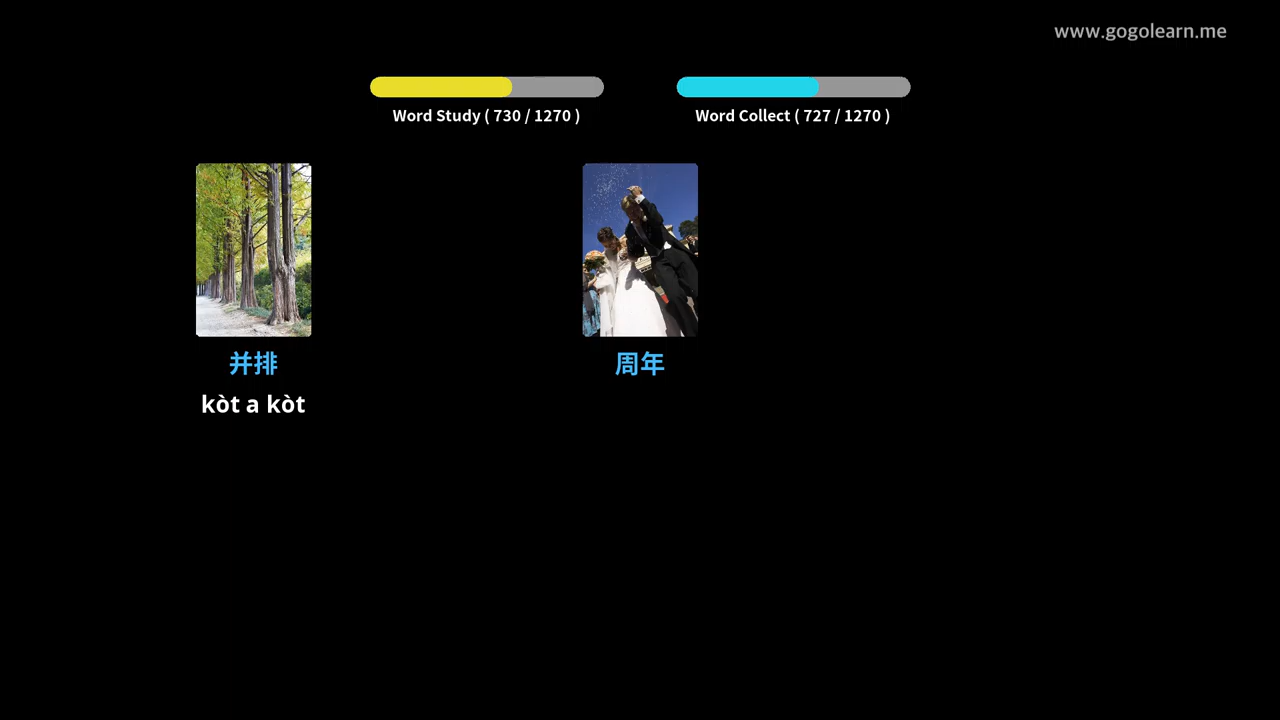 www.gogolearn.me
Word Study ( 730 / 1270 )
Word Collect ( 727 / 1270 )
并排
周年
kòt a kòt